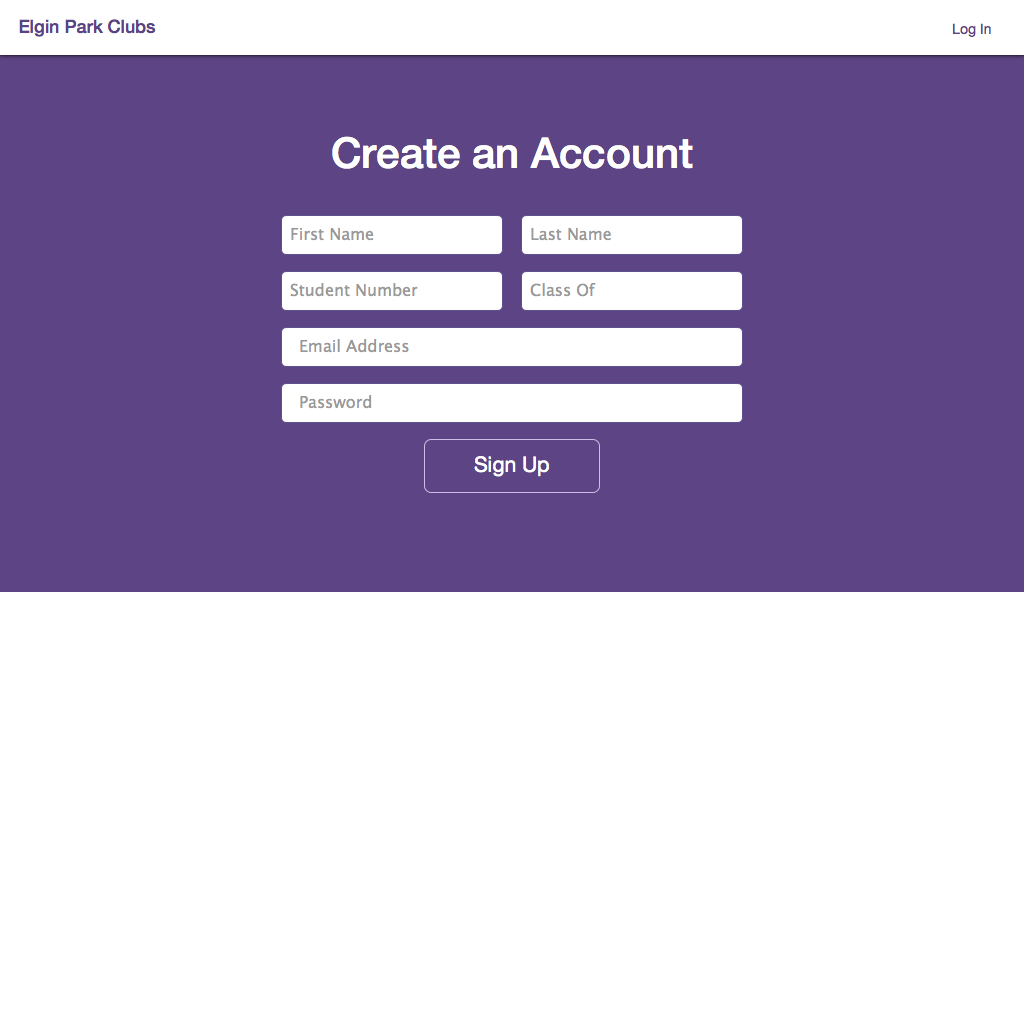 Elgin Park Clubs
Log In
Create an Account
First Name
Last Name
Student Number
Class Of
Email Address
Password
Sign Up